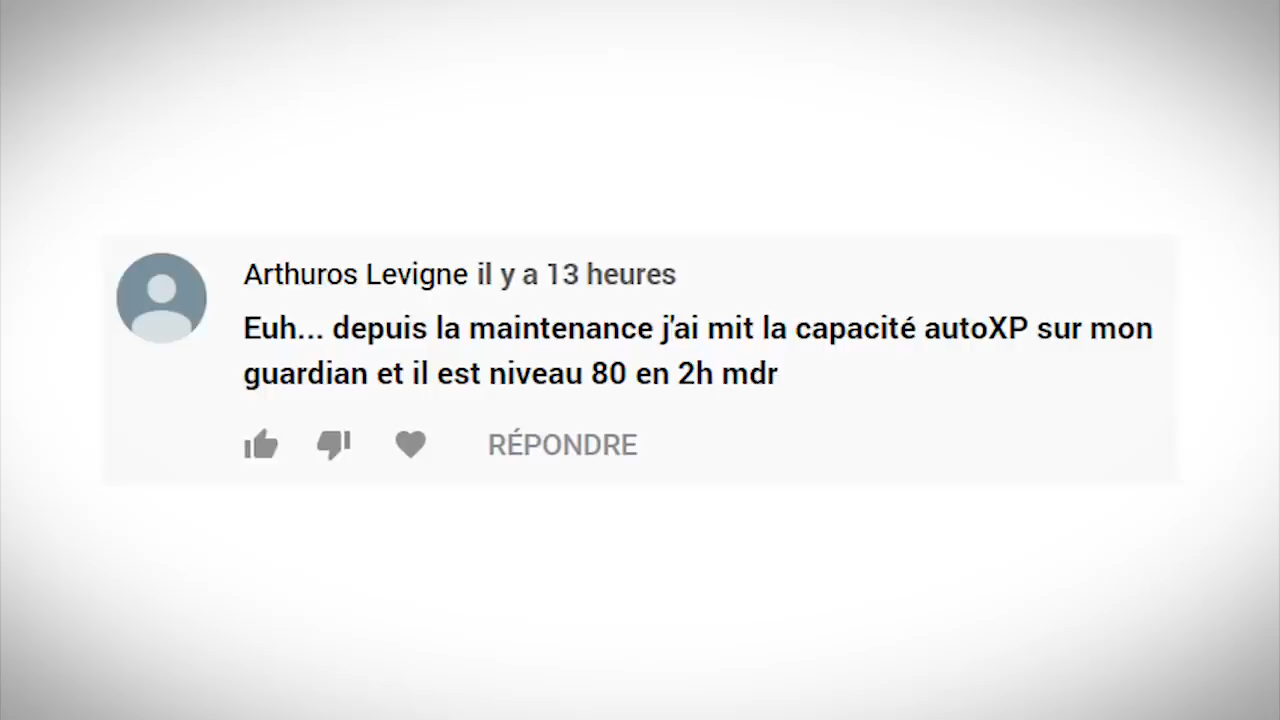 Arthuros Levigne il y a 13 heures
Euh... depuis la maintenance j'ai mit la capacité autoXP sur mon
guardian et il est niveau 80 en 2h mdr
RÉPONDRE